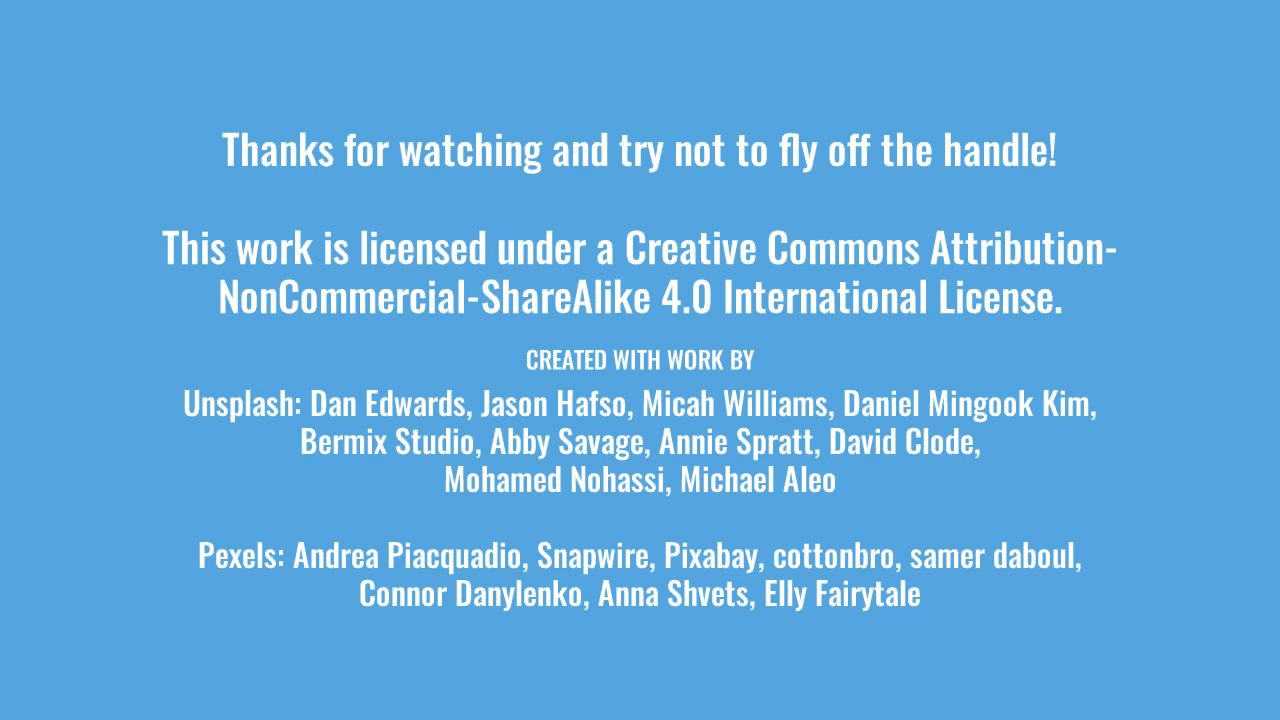 Thanks for watching and try not to fly off the handle!
This work is licensed under a Creative Commons Attribution-
NonCommercial-ShareAlike 4.0 International License.
CREATED WITH WORK BY
Unsplash: Dan Edwards, Jason Hafso, Micah Williams, Daniel Mingook Kim,
Bermix Studio, Abby Savage, Annie Spratt, David Clode,
Mohamed Nohassi, Michael Aleo
Pexels: Andrea Piacquadio, Snapwire, Pixabay, cottonbro, samer daboul,
Connor Danylenko, Anna Shvets, Elly Fairytale